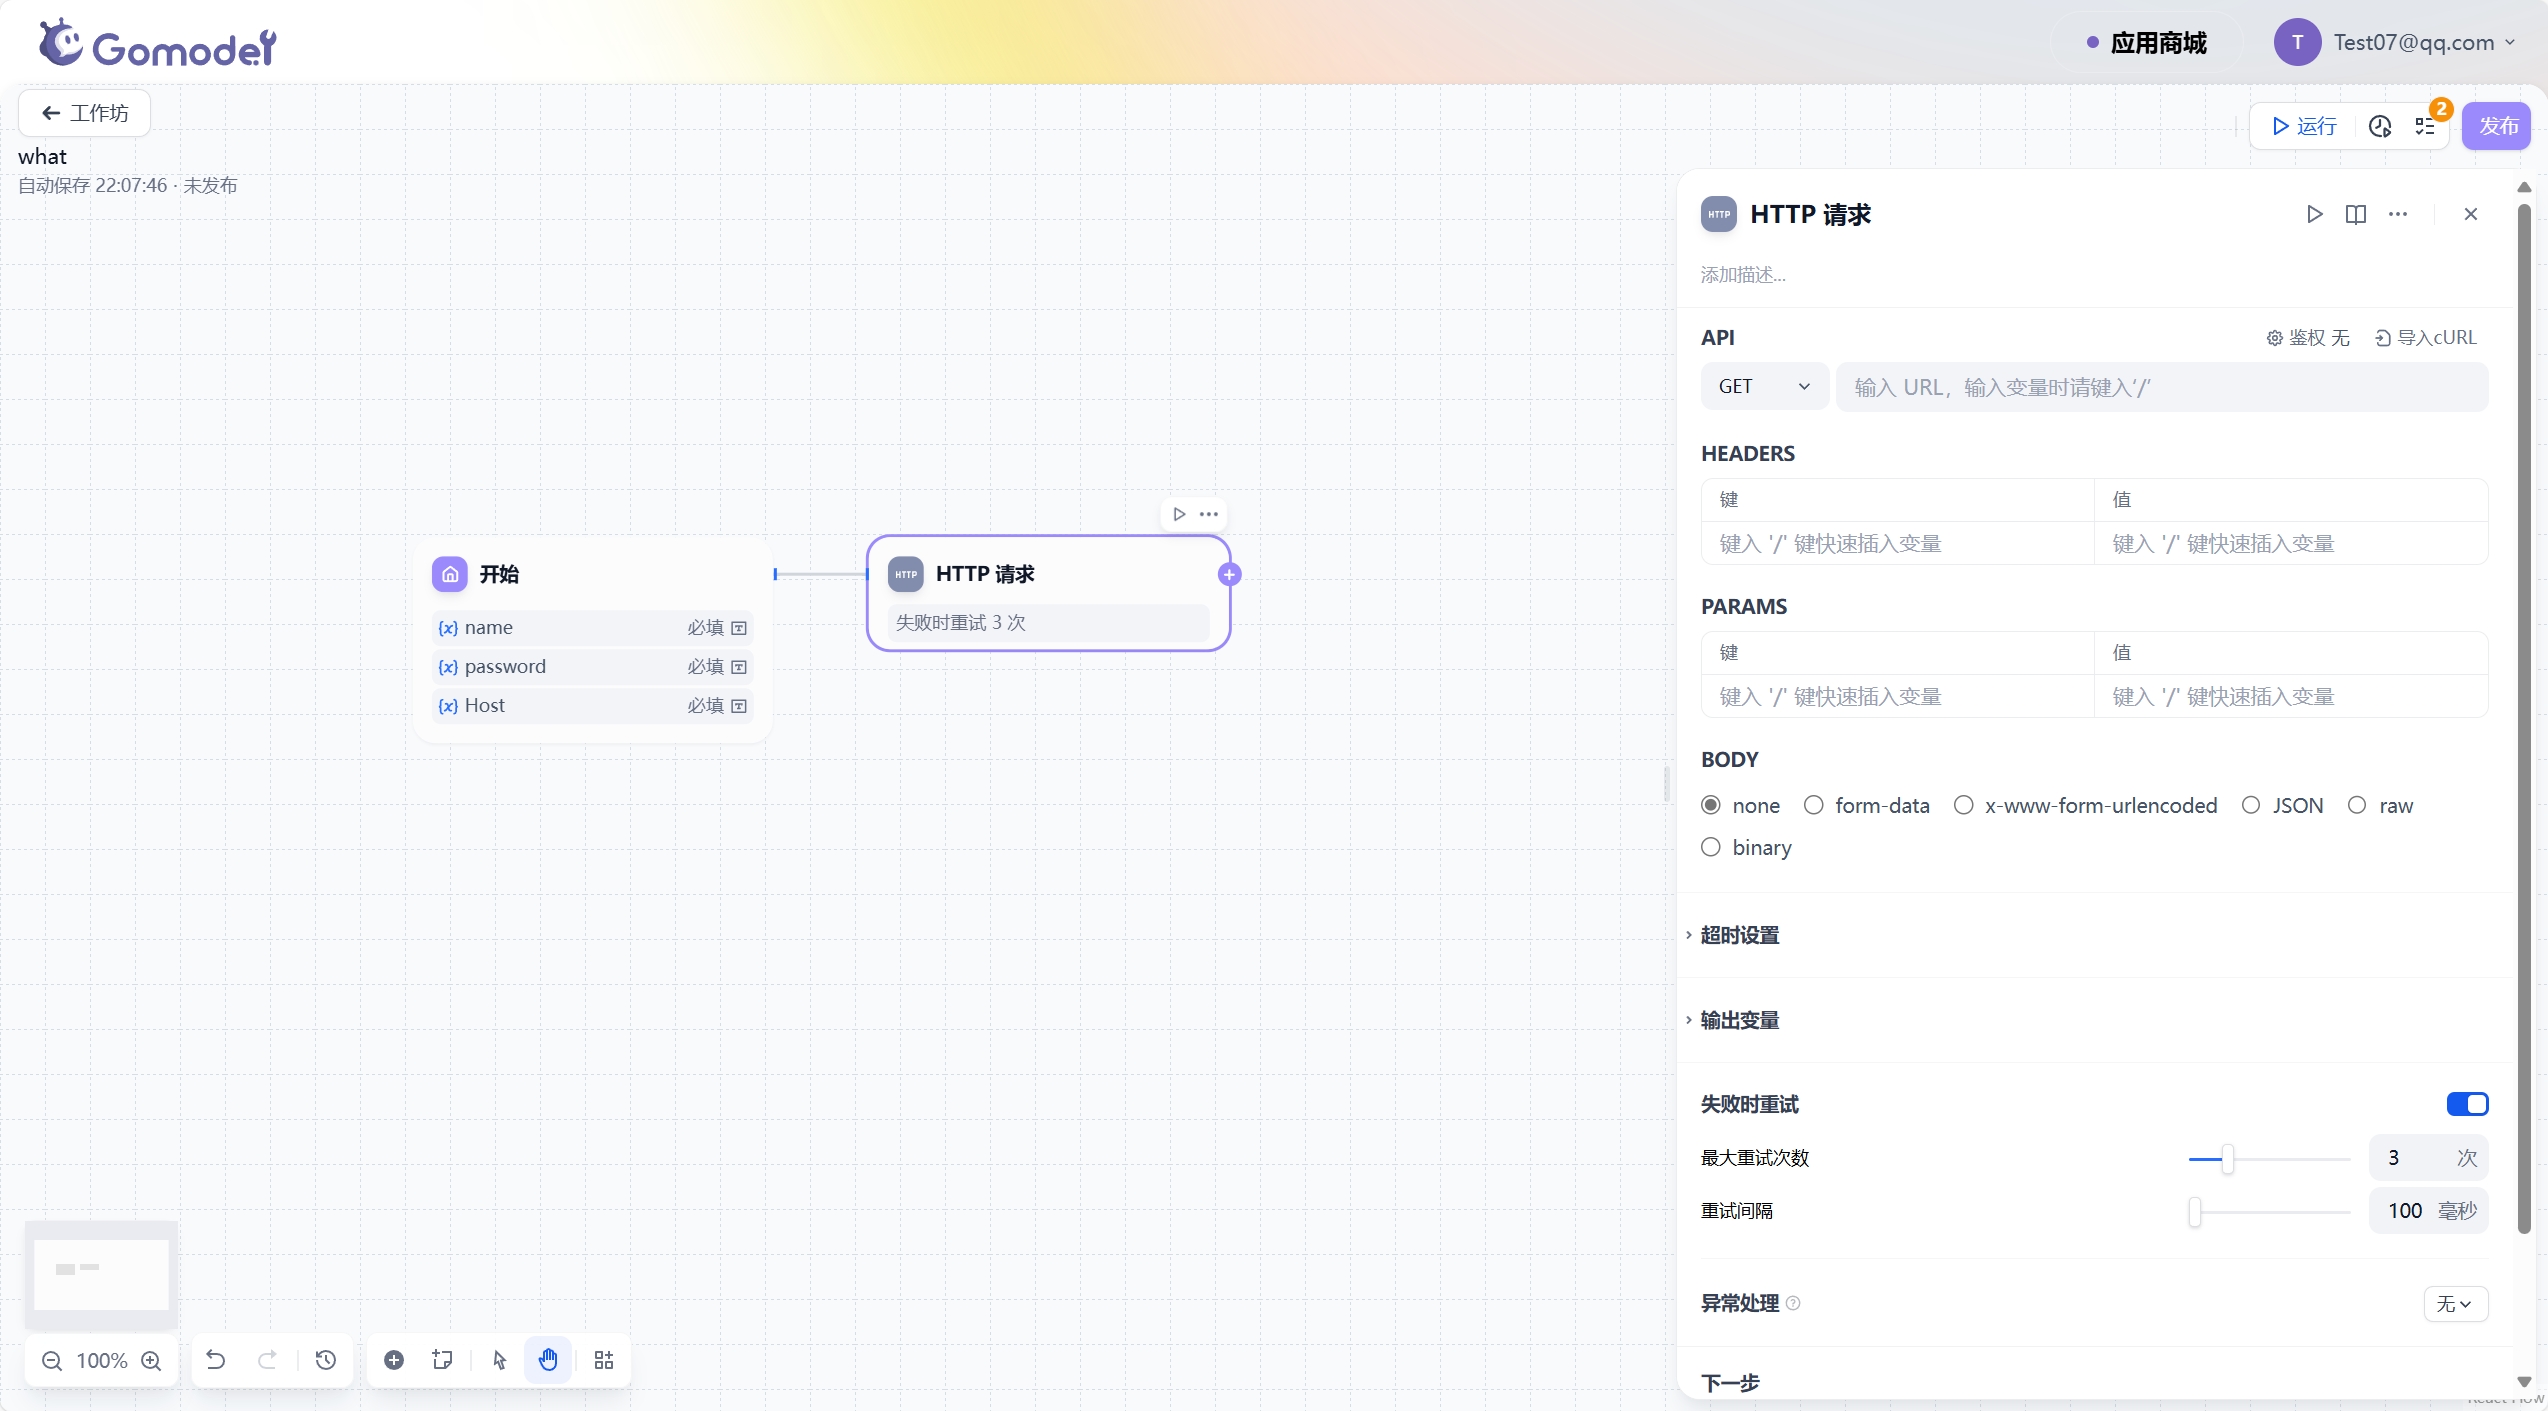 Gomodel
应用商城
T
Test07@qq.com
工作坊
what
自动保存 22:07:46 · 未发布
运行
2
发布
HTTP
HTTP 请求
添加描述...
API
鉴权 无
导入cURL
GET
输入 URL，输入变量时请键入‘/’
HEADERS
键
值
键入 '/' 键快速插入变量
键入 '/' 键快速插入变量
PARAMS
键
值
键入 '/' 键快速插入变量
键入 '/' 键快速插入变量
BODY
none
form-data
x-www-form-urlencoded
JSON
raw
binary
超时设置
输出变量
失败时重试
最大重试次数
3 次
重试间隔
100 毫秒
异常处理
无
下一步
开始
{x} name 必填
{x} password 必填
{x} Host 必填
HTTP
HTTP 请求
失败时重试 3 次
100%